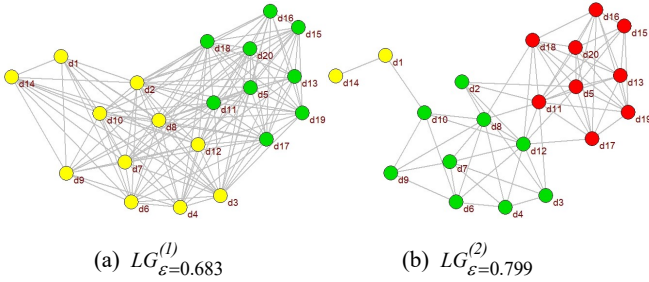 d16
d15
d18
d20
d1
d14
d2
d13
d5
d11
d19
d10
d8
d17
d12
d7
d9
d3
d6
d4
d16
d15
d18
d20
d1
d14
d13
d2
d5
d11
d19
d10
d8
d17
d12
d7
d9
d3
d6
d4
(a) LG^{(1)}_{ε=0.683}
(b) LG^{(2)}_{ε=0.799}